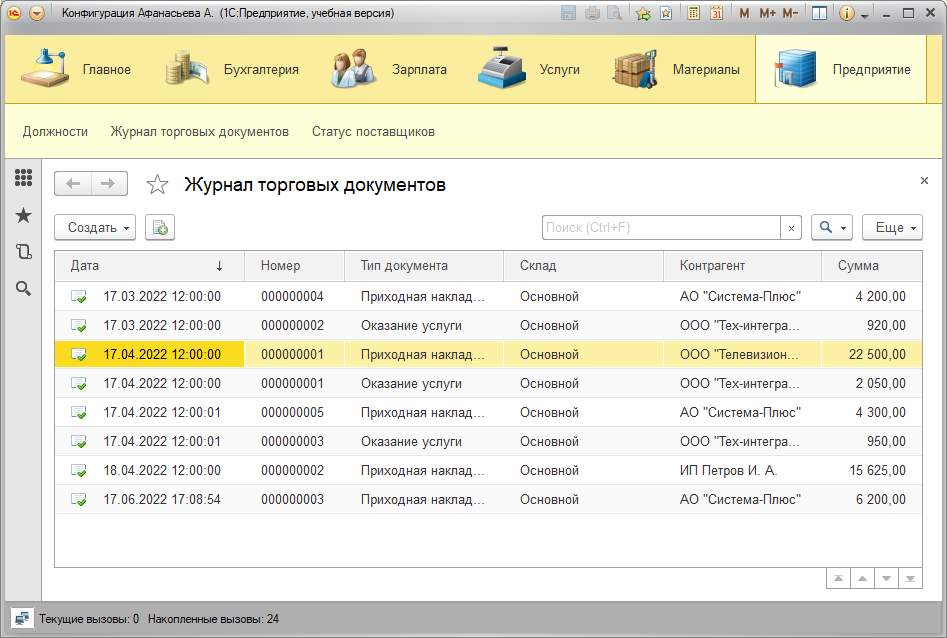 Конфигурация Афанасьева А. (1С:Предприятие, учебная версия) 31 M M+ M-
Главное Бухгалтерия Зарплата Услуги Материалы Предприятие
Должности Журнал торговых документов Статус поставщиков
Журнал торговых документов
Создать Поиск (Ctrl+F) Еще
Дата Номер Тип документа Склад Контрагент Сумма
17.03.2022 12:00:00 000000004 Приходная наклад... Основной АО "Система-Плюс" 4 200,00
17.03.2022 12:00:00 000000002 Оказание услуги Основной ООО "Тех-интегра... 920,00
17.04.2022 12:00:00 000000001 Приходная наклад... Основной ООО "Телевизион... 22 500,00
17.04.2022 12:00:00 000000001 Оказание услуги Основной ООО "Тех-интегра... 2 050,00
17.04.2022 12:00:01 000000005 Приходная наклад... Основной АО "Система-Плюс" 4 300,00
17.04.2022 12:00:01 000000003 Оказание услуги Основной ООО "Тех-интегра... 950,00
18.04.2022 12:00:00 000000002 Приходная наклад... Основной ИП Петров И. А. 15 625,00
17.06.2022 17:08:54 000000003 Приходная наклад... Основной АО "Система-Плюс" 6 200,00
Текущие вызовы: 0 Накопленные вызовы: 24